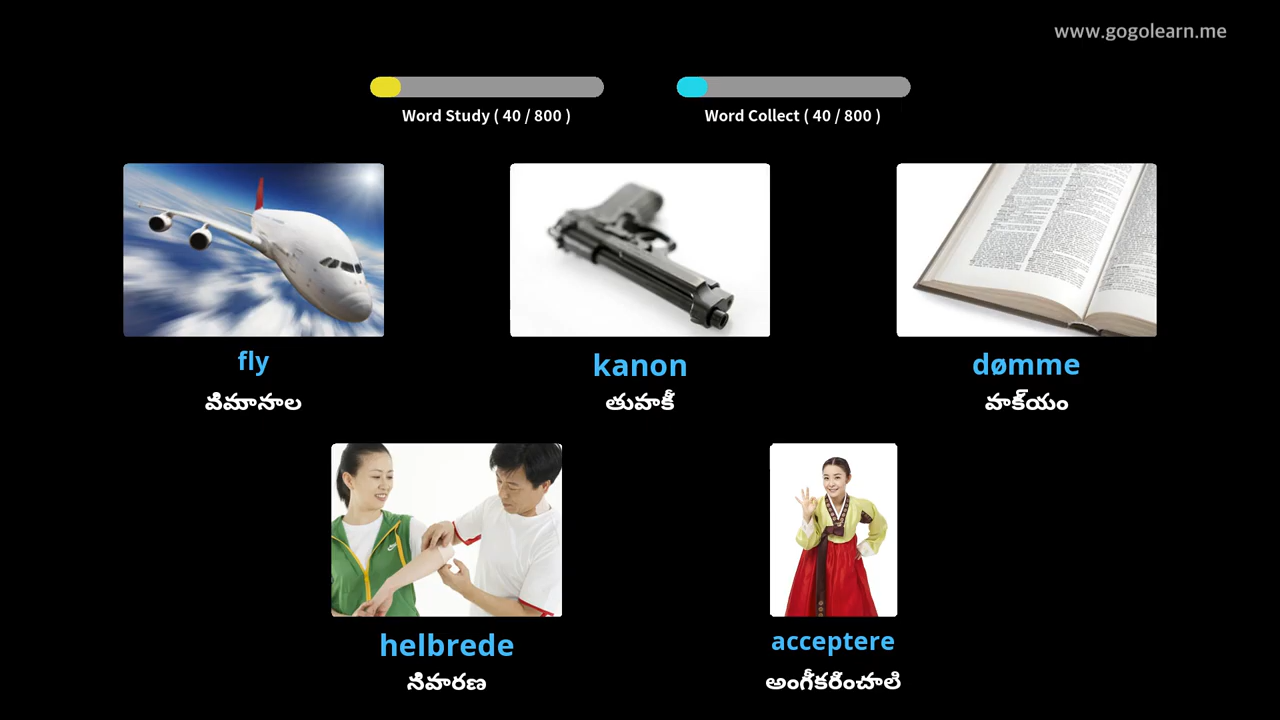 www.gogolearn.me
Word Study ( 40 / 800 )
Word Collect ( 40 / 800 )
fly
విమానాల
kanon
తుపాకీ
dømme
వాక్యం
helbrede
నివారణ
acceptere
అంగీకరించాలి